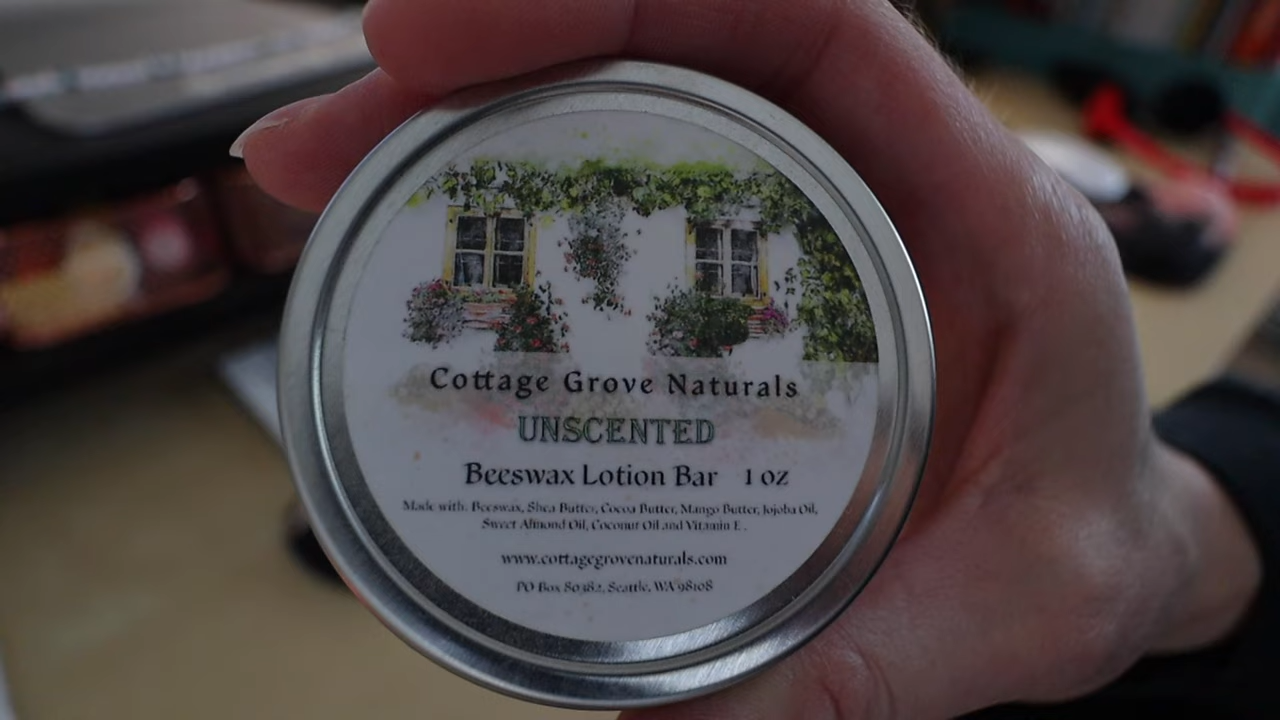 Cottage Grove Naturals
UNSCENTED
Beeswax Lotion Bar 1 oz
Made with: Beeswax, Shea Butter, Cocoa Butter, Mango Butter, Jojoba Oil,
Sweet Almond Oil, Coconut Oil and Vitamin E.
www.cottagegrovenaturals.com
PO Box 80382, Seattle, WA 98108